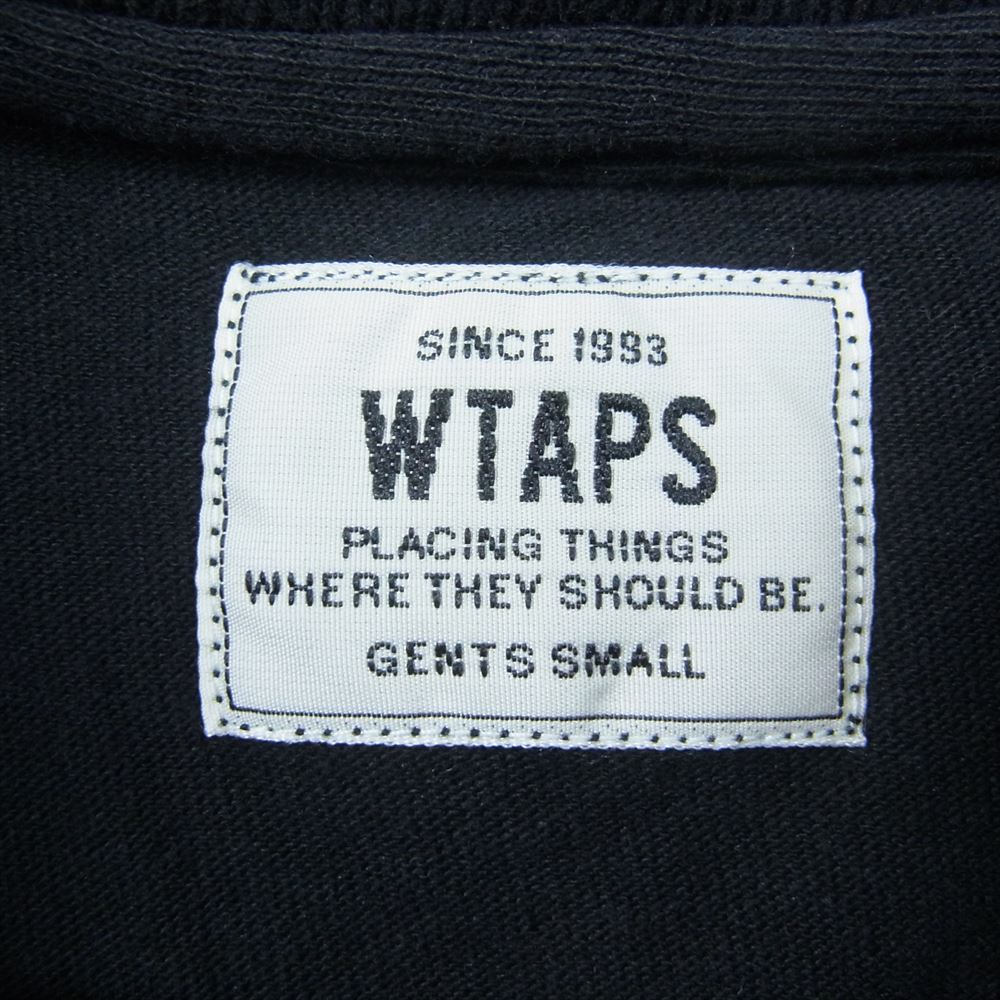 SINCE 1993
WTAPS
PLACING THINGS
WHERE THEY SHOULD BE.
GENTS SMALL